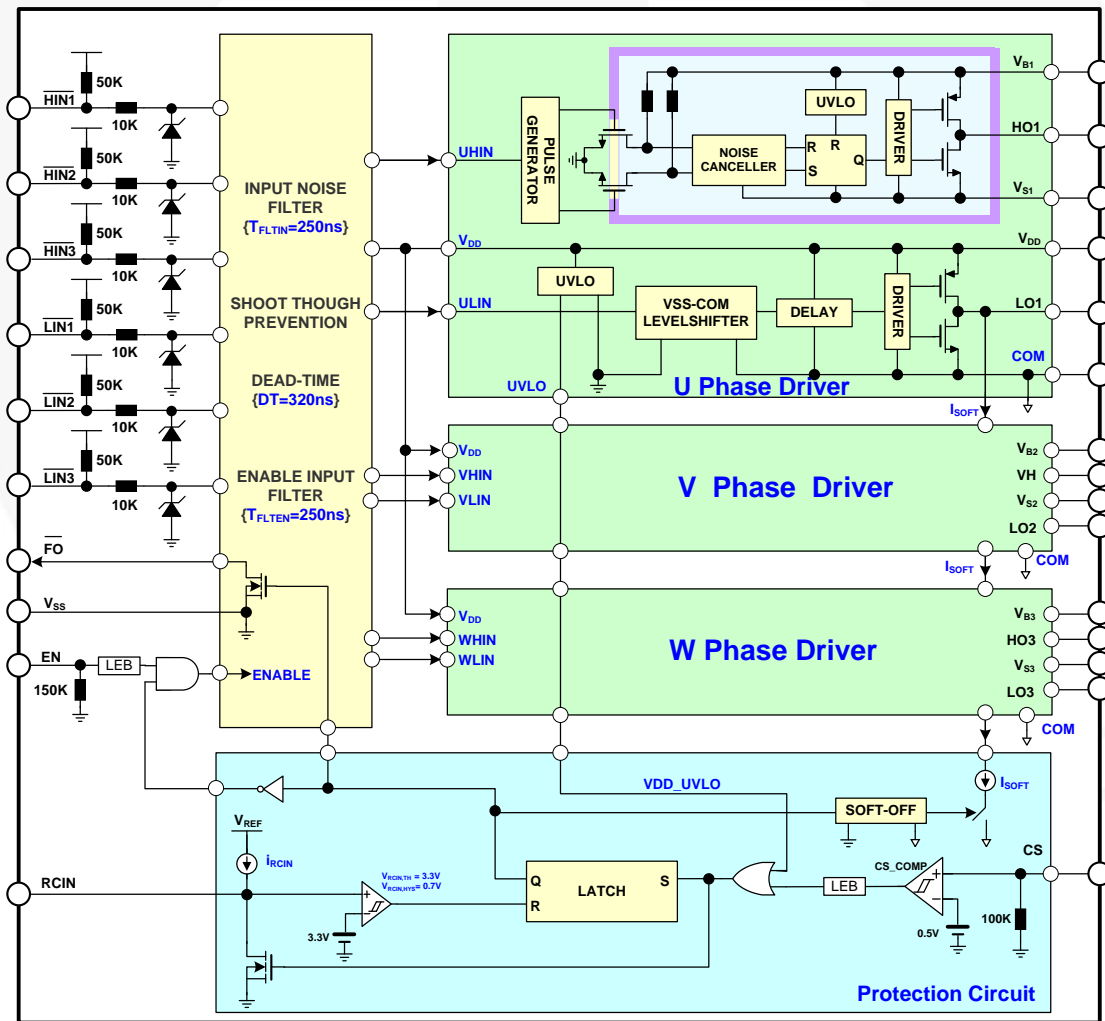 50K
HIN1
10K
50K
HIN2
10K
50K
HIN3
10K
50K
LIN1
10K
50K
LIN2
10K
50K
LIN3
10K
FO
VSS
EN
LEB
150K
ENABLE
INPUT NOISE
FILTER
{TFLTIN=250ns}
SHOOT THOUGH
PREVENTION
DEAD-TIME
{DT=320ns}
ENABLE INPUT
FILTER
{TFLTEN=250ns}
UHIN
PULSE
GENERATOR
NOISE
CANCELLER
UVLO
R
R
S
Q
DRIVER
VB1
HO1
VS1
VDD
VDD
UVLO
ULIN
VSS-COM
LEVELSHIFTER
DELAY
DRIVER
LO1
COM
UVLO
U Phase Driver
ISOFT
VDD
VHIN
VLIN
V Phase Driver
VB2
VH
VS2
LO2
ISOFT
COM
VDD
WHIN
WLIN
W Phase Driver
VB3
HO3
VS3
LO3
COM
VDD_UVLO
ISOFT
SOFT-OFF
VREF
iRCIN
RCIN
VRCIN,TH = 3.3V
VRCIN,HYS= 0.7V
+
−
3.3V
Q
R
LATCH
S
LEB
CS_COMP
+
−
0.5V
CS
100K
Protection Circuit